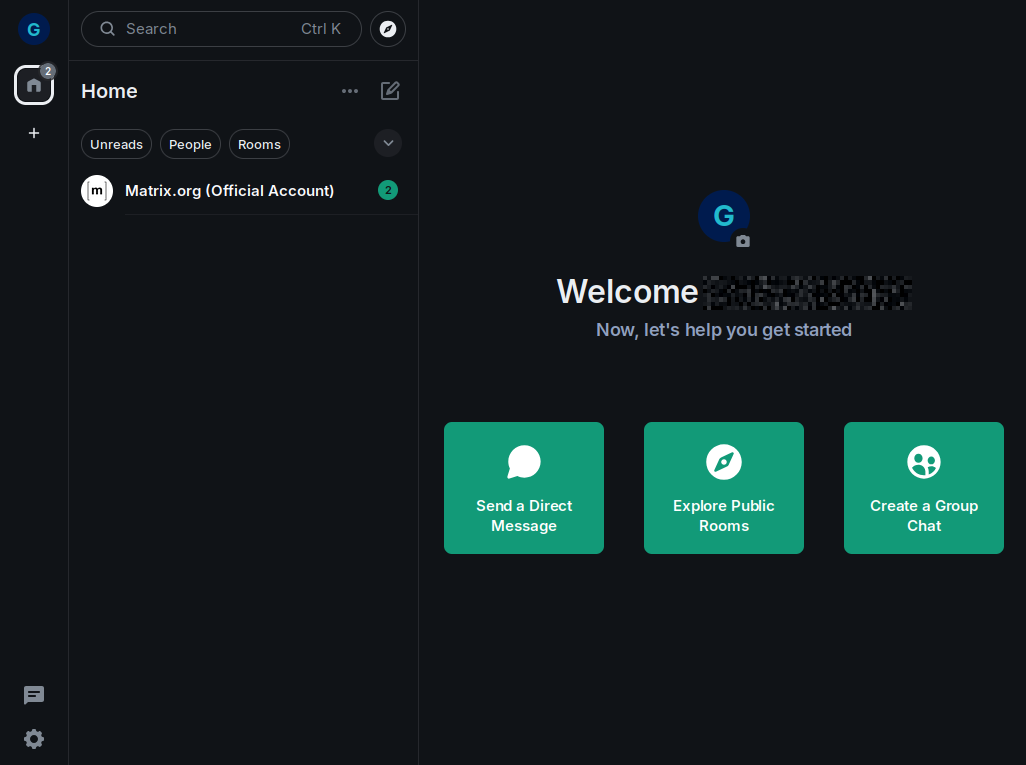 G
2
Search Ctrl K
Home
Unreads People Rooms
[m] Matrix.org (Official Account) 2
G
Welcome
Now, let's help you get started
Send a Direct
Message
Explore Public
Rooms
Create a Group
Chat